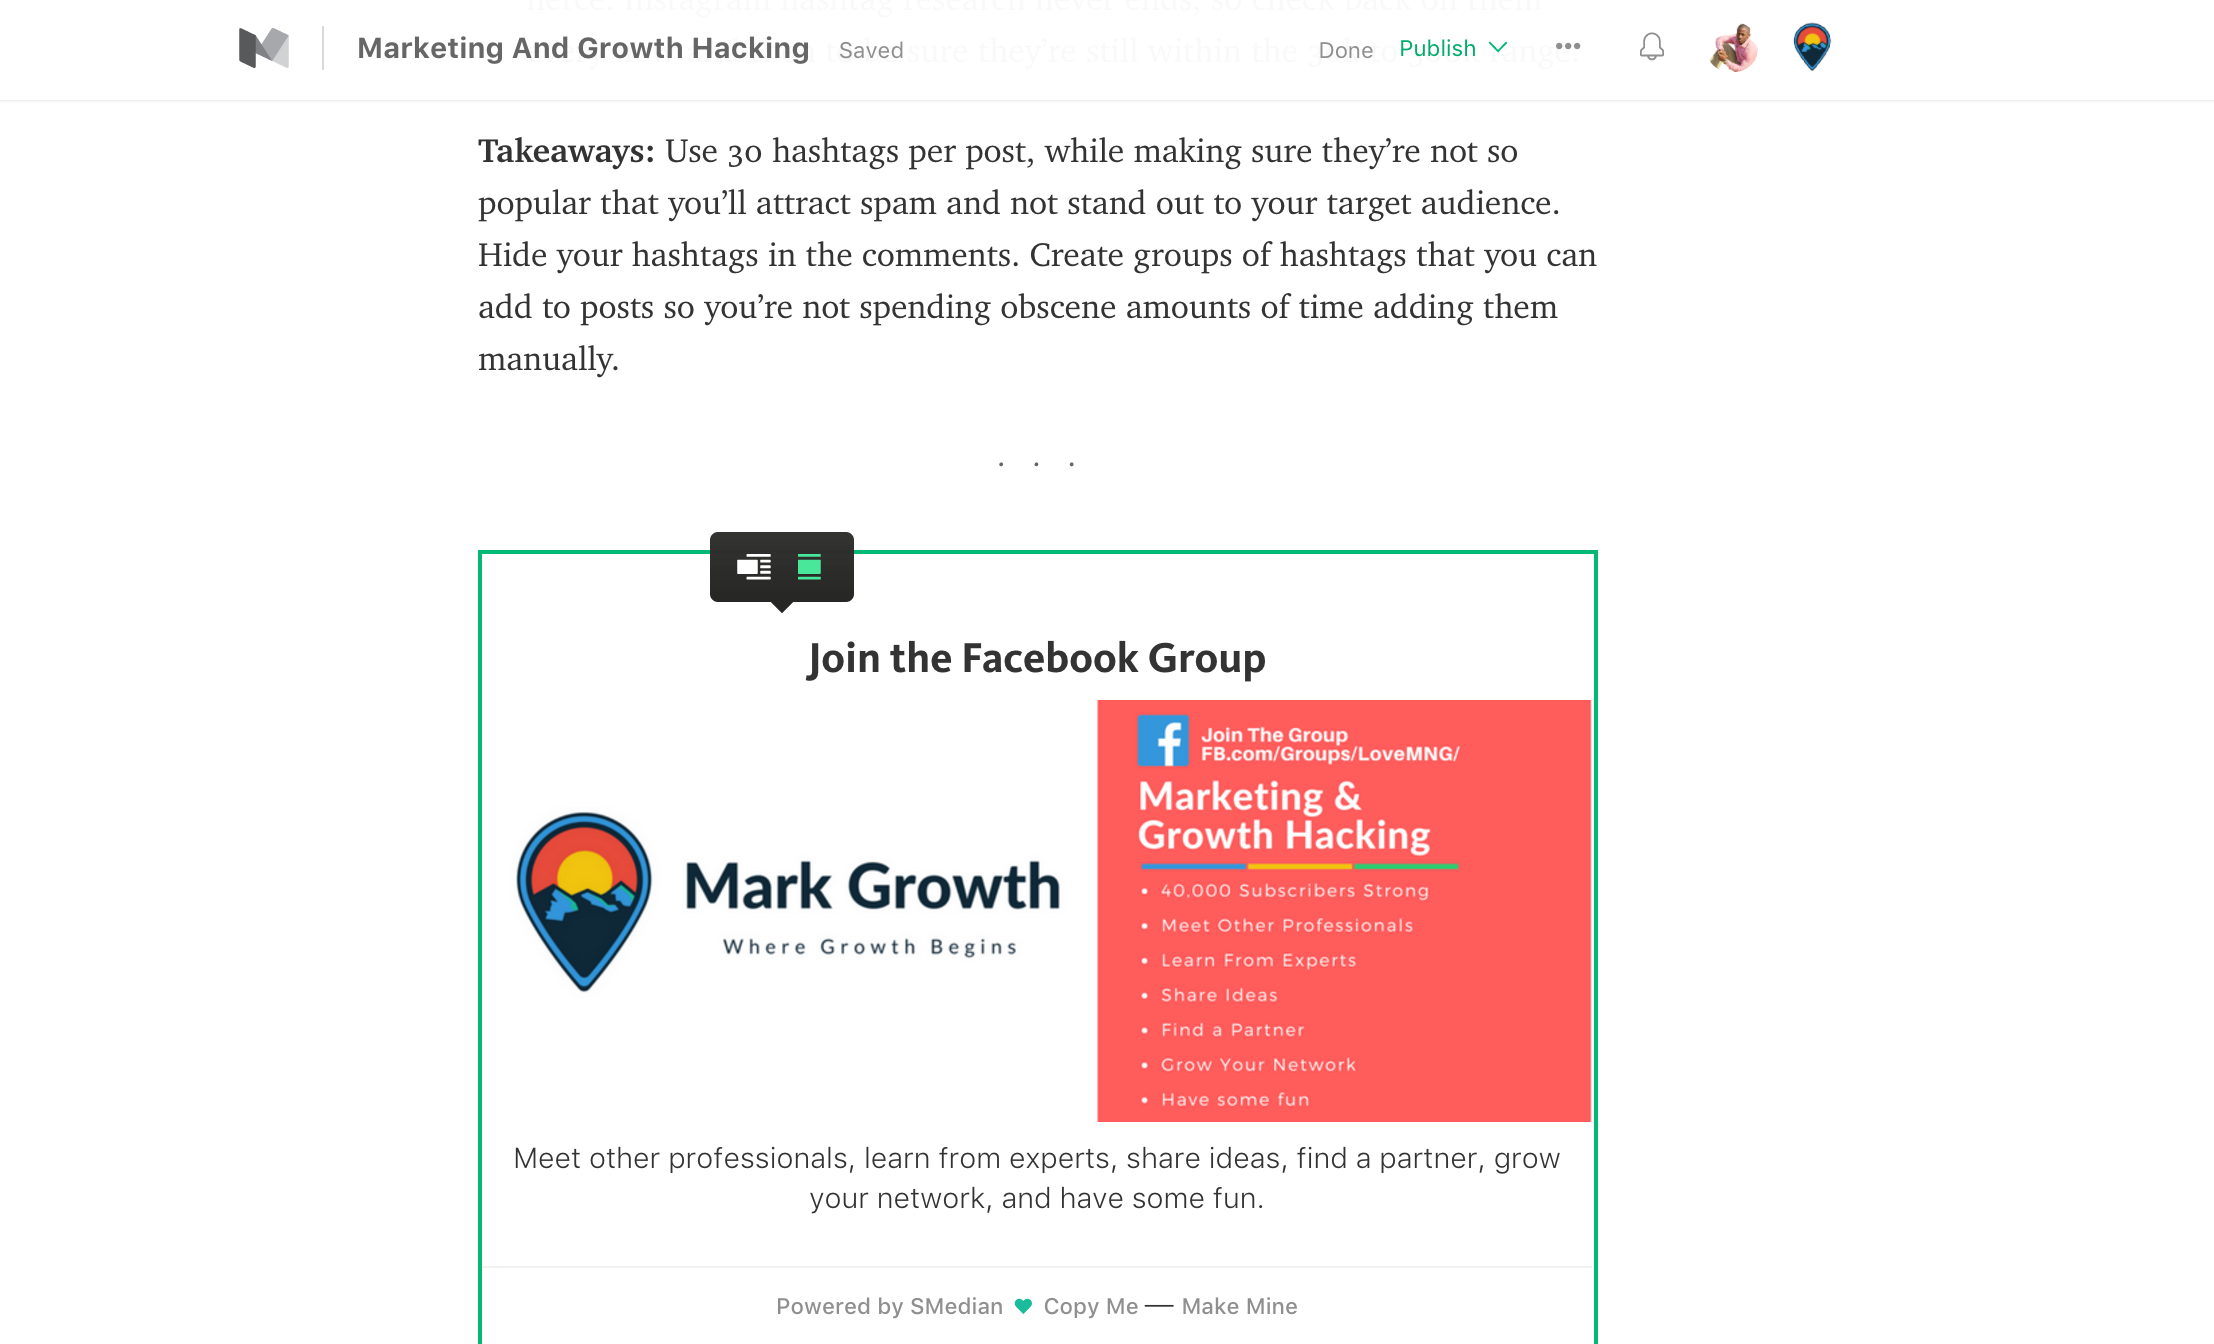 Marketing And Growth Hacking Saved Done Publish
Takeaways: Use 30 hashtags per post, while making sure they’re not so
popular that you’ll attract spam and not stand out to your target audience.
Hide your hashtags in the comments. Create groups of hashtags that you can
add to posts so you’re not spending obscene amounts of time adding them
manually.
. . .
Join the Facebook Group
Mark Growth
Where Growth Begins
Join The Group
FB.com/Groups/LoveMNG/
Marketing &
Growth Hacking
• 40,000 Subscribers Strong
• Meet Other Professionals
• Learn From Experts
• Share Ideas
• Find a Partner
• Grow Your Network
• Have some fun
Meet other professionals, learn from experts, share ideas, find a partner, grow
your network, and have some fun.
Powered by SMedian Copy Me — Make Mine